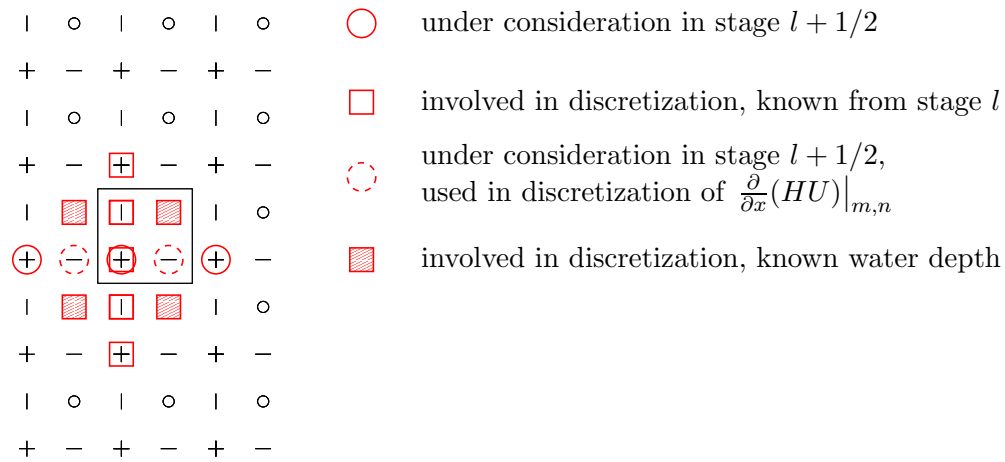 under consideration in stage l + 1/2
involved in discretization, known from stage l
under consideration in stage l + 1/2,
used in discretization of ∂/∂x (HU)|m,n
involved in discretization, known water depth